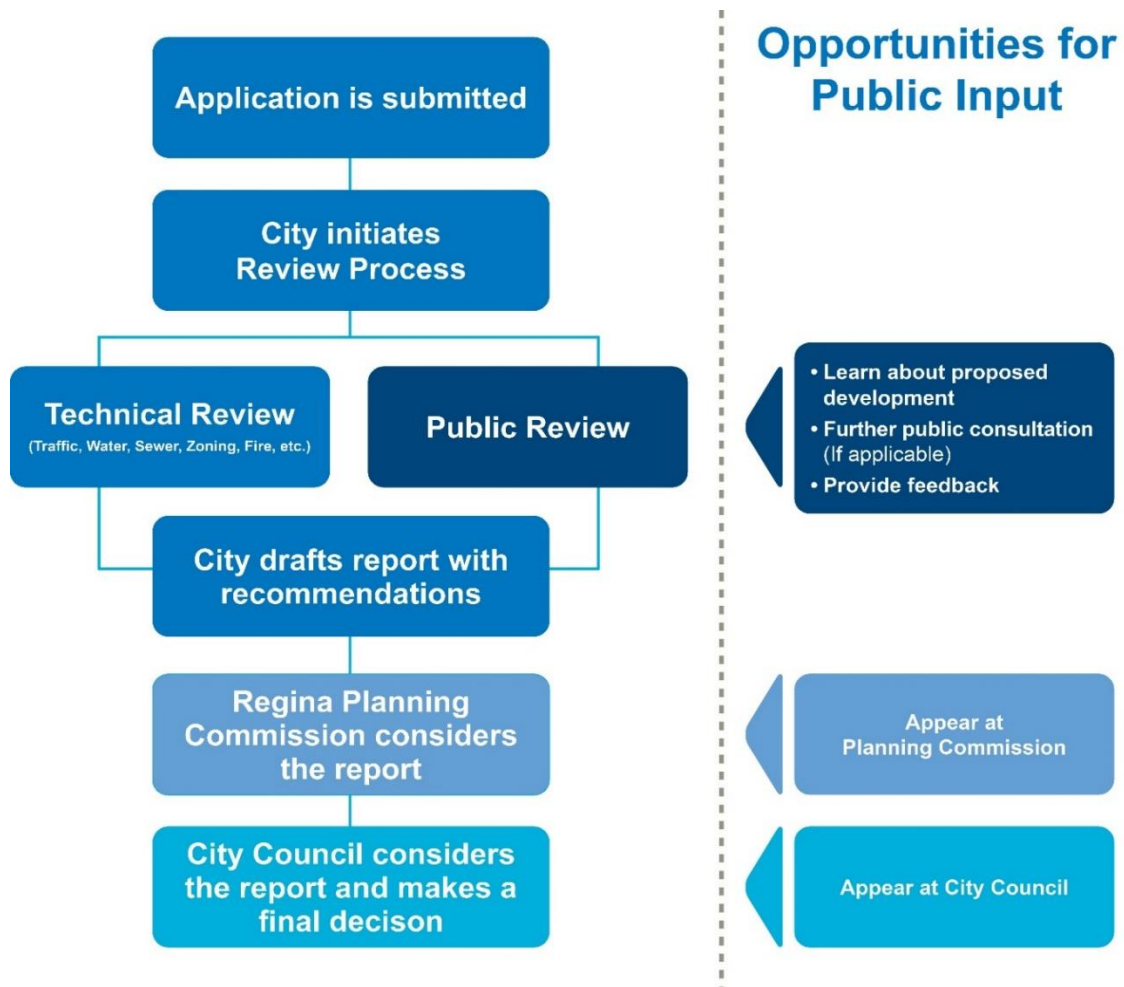 Application is submitted
City initiates
Review Process
Technical Review
(Traffic, Water, Sewer, Zoning, Fire, etc.)
Public Review
City drafts report with
recommendations
Regina Planning
Commission considers
the report
City Council considers
the report and makes a
final decison
Opportunities for
Public Input
• Learn about proposed
development
• Further public consultation
(If applicable)
• Provide feedback
Appear at
Planning Commission
Appear at City Council